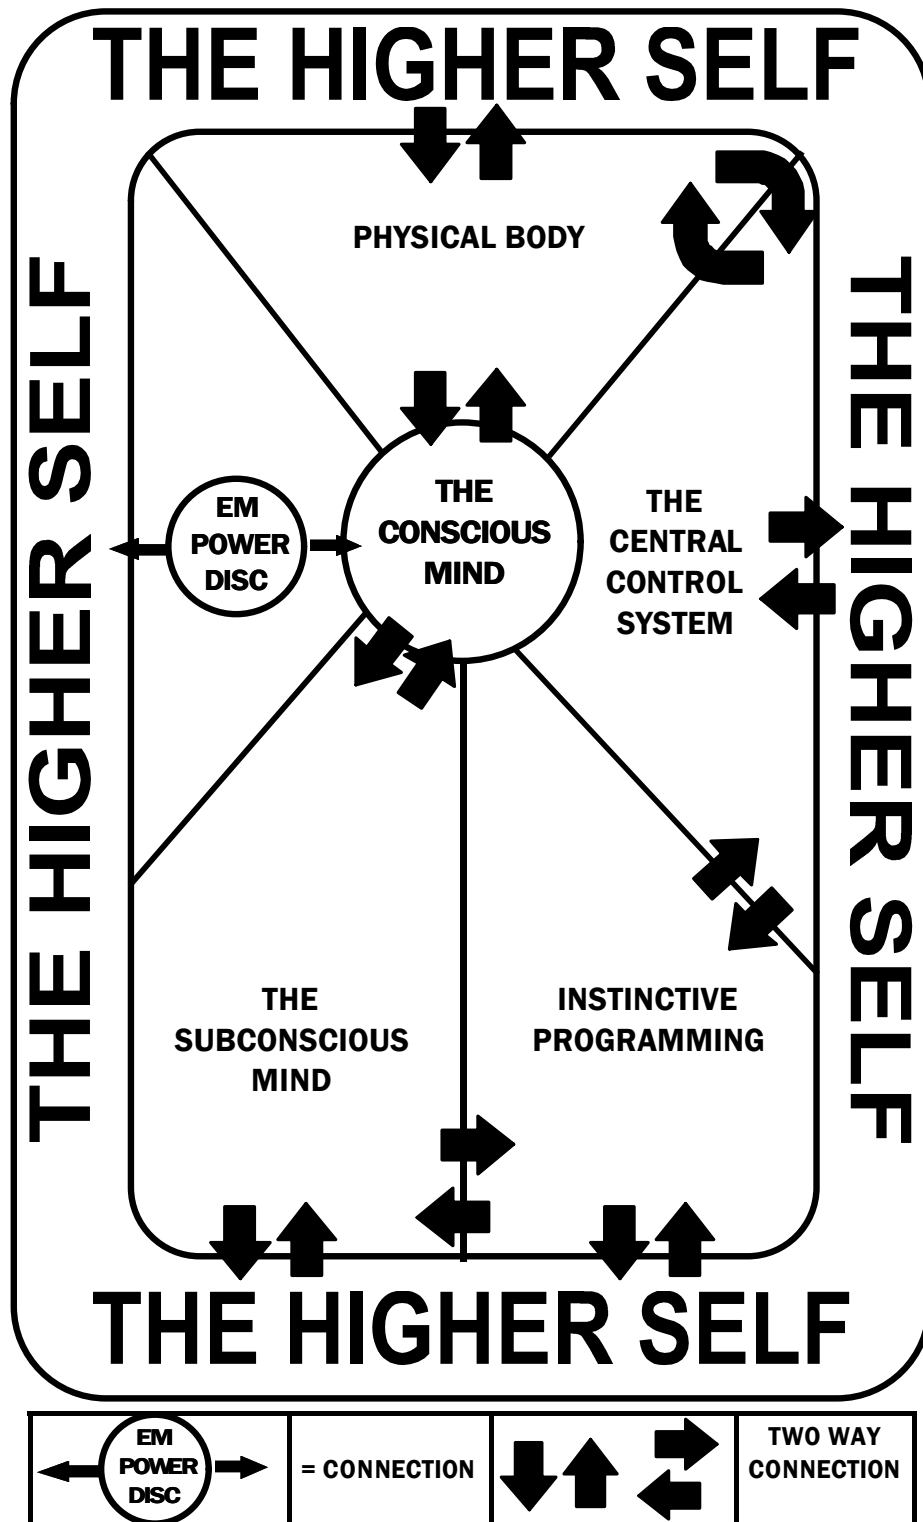 THE HIGHER SELF
PHYSICAL BODY
THE HIGHER SELF
THE HIGHER SELF
EM
POWER
DISC
THE
CONSCIOUS
MIND
THE
CENTRAL
CONTROL
SYSTEM
THE
SUBCONSCIOUS
MIND
INSTINCTIVE
PROGRAMMING
THE HIGHER SELF
EM
POWER
DISC
= CONNECTION
TWO WAY
CONNECTION